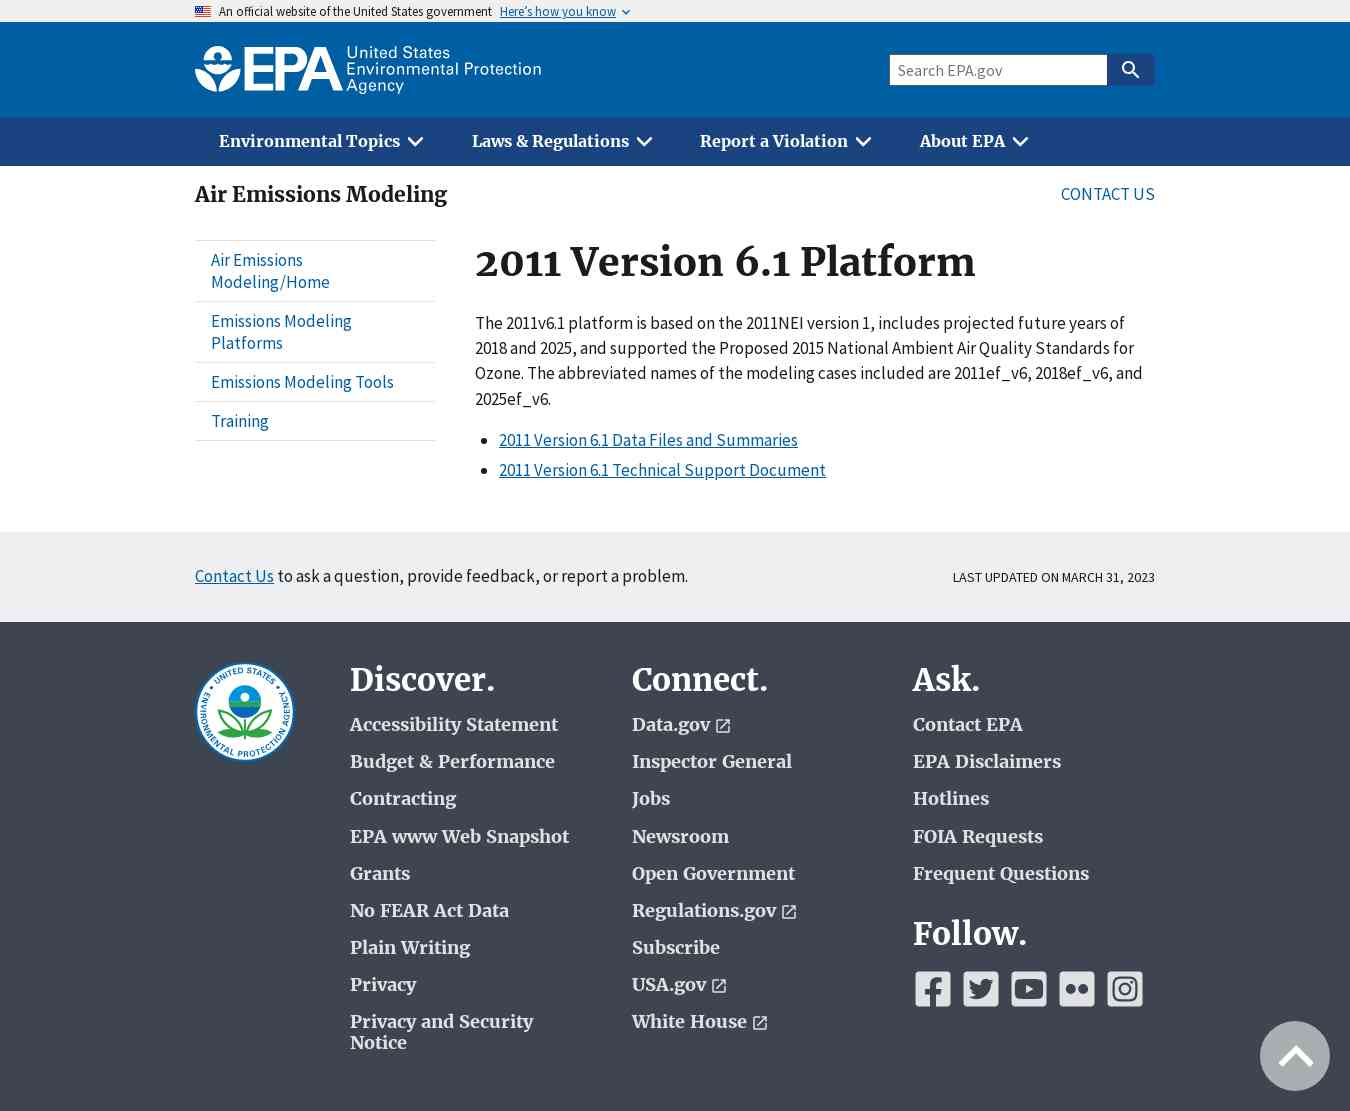 An official website of the United States government Here's how you know
EPA United States
Environmental Protection
Agency
Search EPA.gov
Environmental Topics
Laws & Regulations
Report a Violation
About EPA
Air Emissions Modeling
CONTACT US
Air Emissions
Modeling/Home
Emissions Modeling
Platforms
Emissions Modeling Tools
Training
2011 Version 6.1 Platform
The 2011v6.1 platform is based on the 2011NEI version 1, includes projected future years of
2018 and 2025, and supported the Proposed 2015 National Ambient Air Quality Standards for
Ozone. The abbreviated names of the modeling cases included are 2011ef_v6, 2018ef_v6, and
2025ef_v6.
2011 Version 6.1 Data Files and Summaries
2011 Version 6.1 Technical Support Document
Contact Us to ask a question, provide feedback, or report a problem.
LAST UPDATED ON MARCH 31, 2023
UNITED STATES
ENVIRONMENTAL PROTECTION AGENCY
Discover.
Accessibility Statement
Budget & Performance
Contracting
EPA www Web Snapshot
Grants
No FEAR Act Data
Plain Writing
Privacy
Privacy and Security
Notice
Connect.
Data.gov
Inspector General
Jobs
Newsroom
Open Government
Regulations.gov
Subscribe
USA.gov
White House
Ask.
Contact EPA
EPA Disclaimers
Hotlines
FOIA Requests
Frequent Questions
Follow.